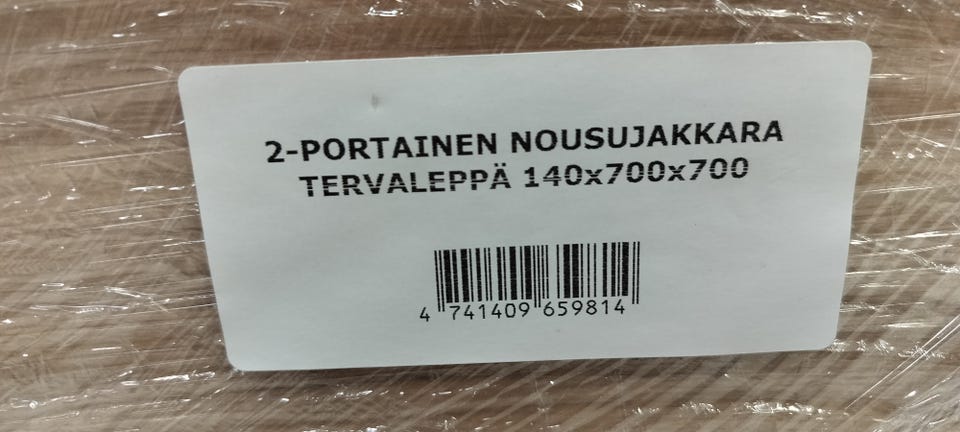 2-PORTAINEN NOUSUJAKKARA
TERVALEPPÄ 140x700x700
4 741409 659814